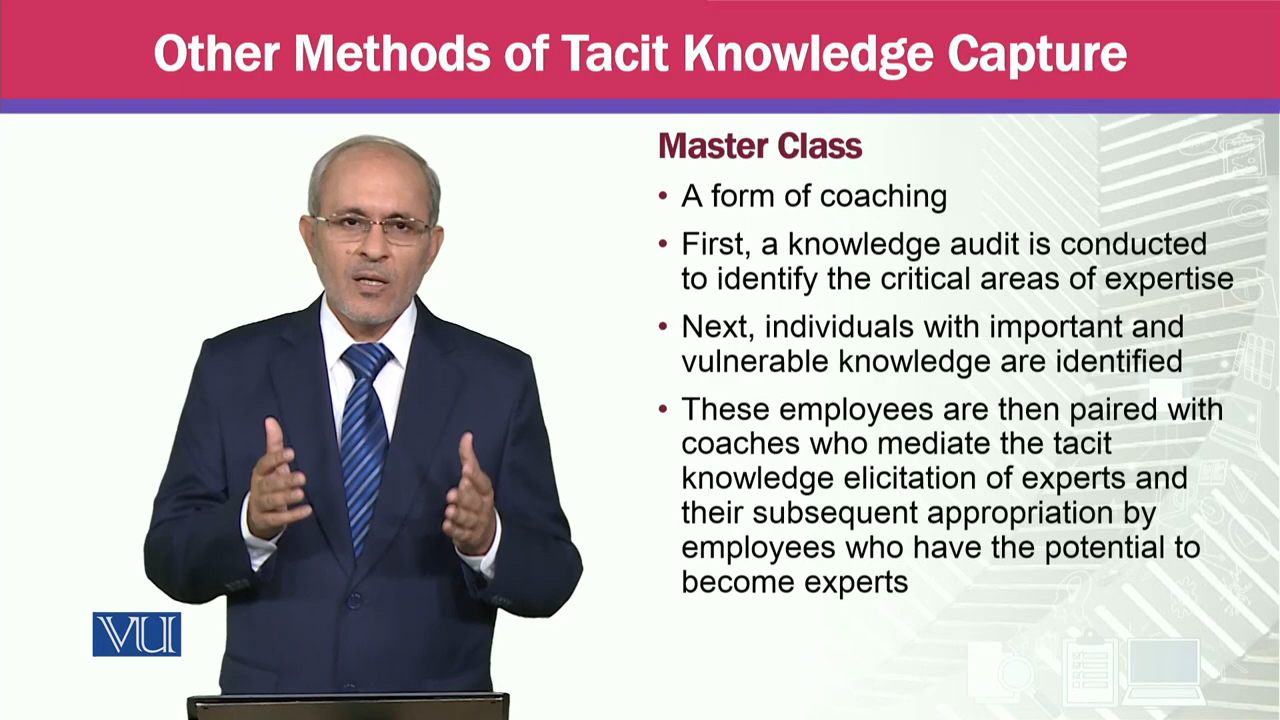 Other Methods of Tacit Knowledge Capture
Master Class
• A form of coaching
• First, a knowledge audit is conducted
to identify the critical areas of expertise
• Next, individuals with important and
vulnerable knowledge are identified
• These employees are then paired with
coaches who mediate the tacit
knowledge elicitation of experts and
their subsequent appropriation by
employees who have the potential to
become experts
VU